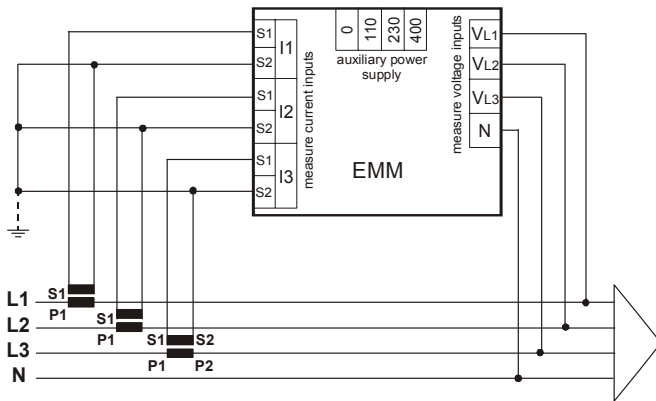 S1
S2
I1
S1
S2
I2
S1
S2
I3
measure current inputs
0
110
230
400
auxiliary power
supply
EMM
measure voltage inputs
VL1
VL2
VL3
N
L1
S1
P1
L2
S1
P1
L3
S1 S2
P1 P2
N